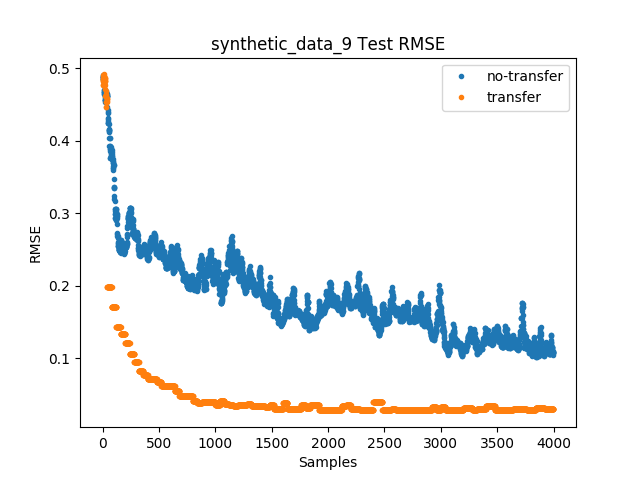 synthetic_data_9 Test RMSE
no-transfer
transfer
RMSE
0.5
0.4
0.3
0.2
0.1
0 500 1000 1500 2000 2500 3000 3500 4000
Samples